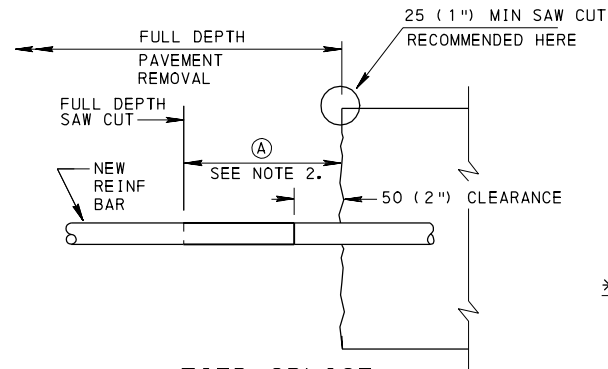 25 (1") MIN SAW CUT
RECOMMENDED HERE
FULL DEPTH
PAVEMENT
REMOVAL
FULL DEPTH
SAW CUT
A
SEE NOTE 2.
NEW
REINF
BAR
50 (2") CLEARANCE
*